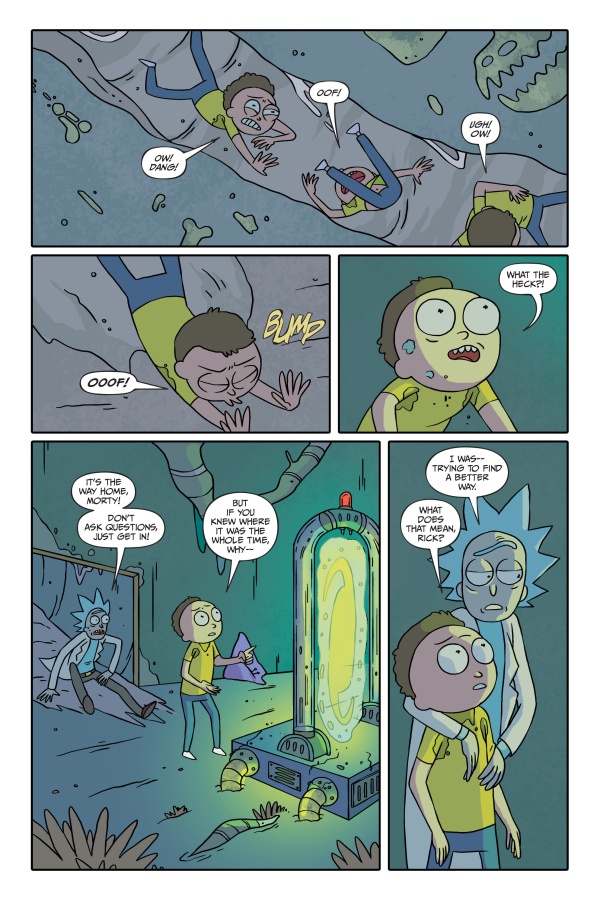 OW!
DANG!
OOF!
UGH!
OW!
OOOF!
BUMP
WHAT THE
HECK?!
IT'S THE
WAY HOME,
MORTY!
DON'T
ASK QUESTIONS,
JUST GET IN!
BUT
IF YOU
KNEW WHERE
IT WAS THE
WHOLE TIME,
WHY--
I WAS--
TRYING TO FIND
A BETTER
WAY.
WHAT
DOES
THAT MEAN,
RICK?